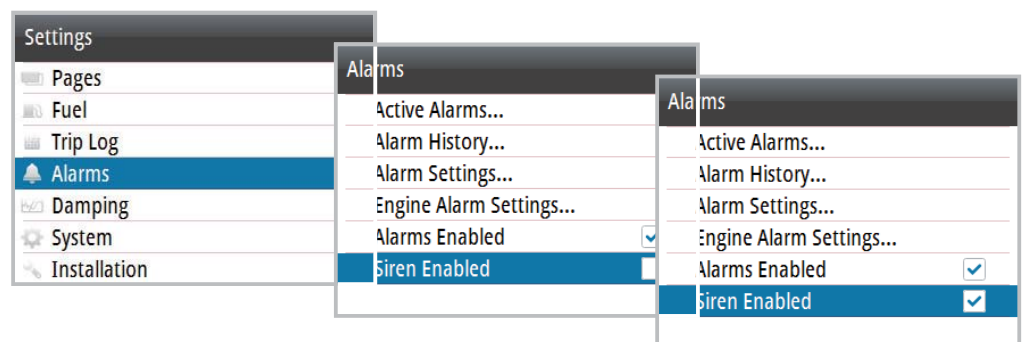 Settings
Pages
Fuel
Trip Log
Alarms
Damping
System
Installation
Alarms
Active Alarms...
Alarm History...
Alarm Settings...
Engine Alarm Settings...
Alarms Enabled
Siren Enabled
Alarms
Active Alarms...
Alarm History...
Alarm Settings...
Engine Alarm Settings...
Alarms Enabled
Siren Enabled